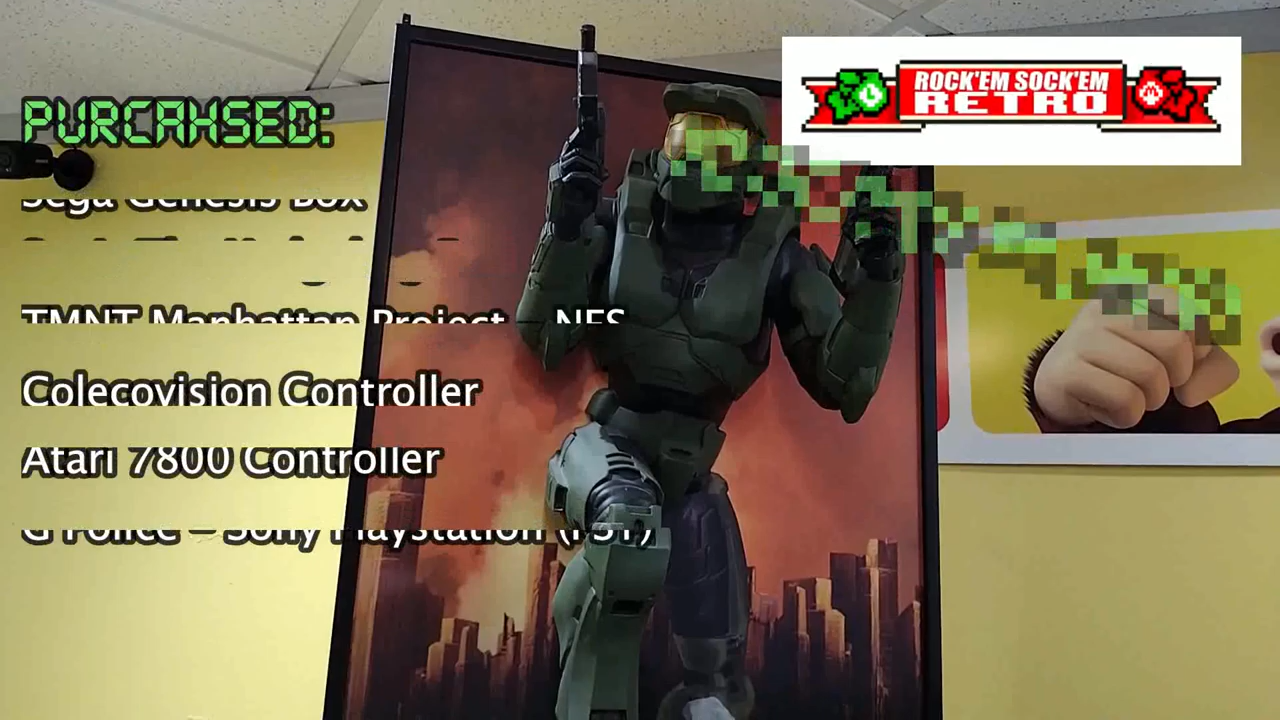 PURCAHSED:
ROCK'EM SOCK'EM
RETRO
Sega Genesis Box
TMNT Manhattan Project – NES
Colecovision Controller
Atari 7800 Controller
G Police – Sony Playstation (PS1)